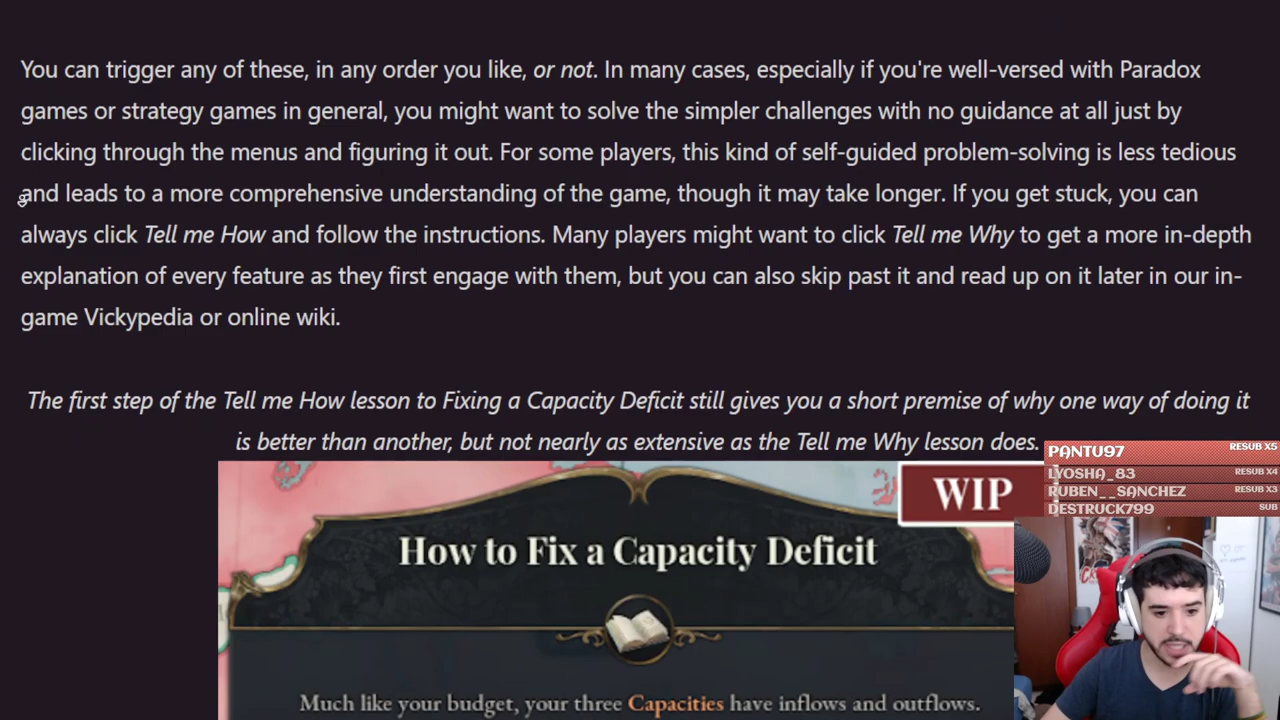 You can trigger any of these, in any order you like, or not. In many cases, especially if you're well-versed with Paradox
games or strategy games in general, you might want to solve the simpler challenges with no guidance at all just by
clicking through the menus and figuring it out. For some players, this kind of self-guided problem-solving is less tedious
and leads to a more comprehensive understanding of the game, though it may take longer. If you get stuck, you can
always click Tell me How and follow the instructions. Many players might want to click Tell me Why to get a more in-depth
explanation of every feature as they first engage with them, but you can also skip past it and read up on it later in our in-
game Vickypedia or online wiki.
The first step of the Tell me How lesson to Fixing a Capacity Deficit still gives you a short premise of why one way of doing it
is better than another, but not nearly as extensive as the Tell me Why lesson does.
PANTU97 RESUB X5
LYOSHA_83 RESUB X4
RUBEN__SANCHEZ RESUB X3
DESTRUCK799 SUB
WIP
How to Fix a Capacity Deficit
Much like your budget, your three Capacities have inflows and outflows.